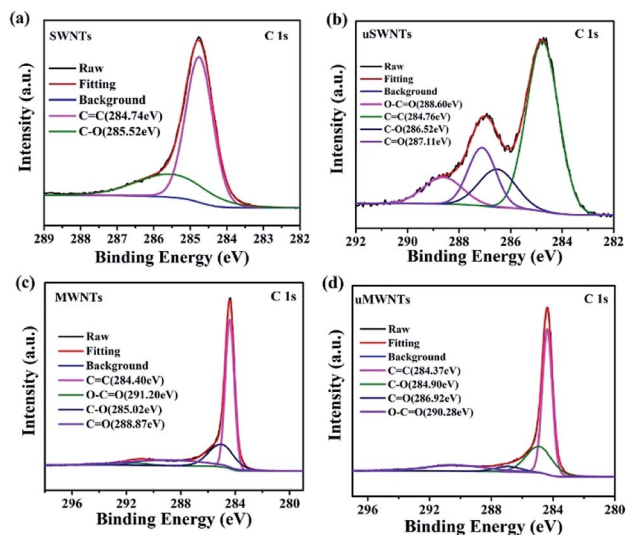 (a)
SWNTs
C 1s
Raw
Fitting
Background
C=C(284.74eV)
C-O(285.52eV)
Intensity (a.u.)
289 288 287 286 285 284 283 282
Binding Energy (eV)
(b)
uSWNTs
C 1s
Raw
Fitting
Background
O-C=O(288.60eV)
C=C(284.76eV)
C-O(286.52eV)
C=O(287.11eV)
Intensity (a.u.)
292 290 288 286 284 282
Binding Energy (eV)
(c)
MWNTs
C 1s
Raw
Fitting
Background
C=C(284.40eV)
O-C=O(291.20eV)
C-O(285.02eV)
C=O(288.87eV)
Intensity (a.u.)
296 292 288 284 280
Binding Energy (eV)
(d)
uMWNTs
C 1s
Raw
Fitting
Background
C=C(284.37eV)
C-O(284.90eV)
C=O(286.92eV)
O-C=O(290.28eV)
Intensity (a.u.)
296 292 288 284 280
Binding Energy (eV)